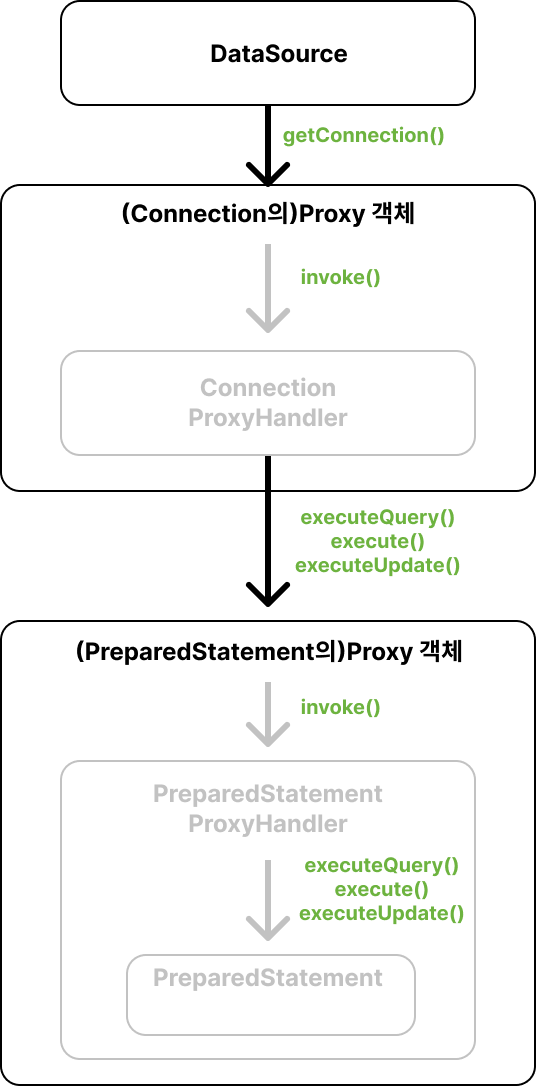 DataSource
getConnection()
(Connection의)Proxy 객체
invoke()
Connection
ProxyHandler
executeQuery()
execute()
executeUpdate()
(PreparedStatement의)Proxy 객체
invoke()
PreparedStatement
ProxyHandler
executeQuery()
execute()
executeUpdate()
PreparedStatement